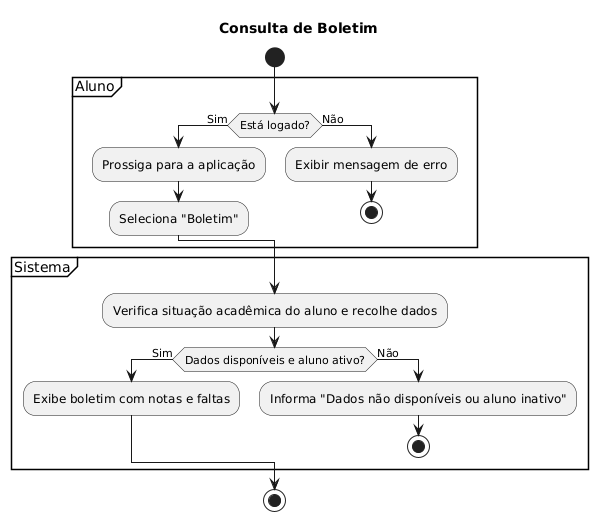 Consulta de Boletim
Aluno
Está logado?
Sim
Não
Prossiga para a aplicação
Exibir mensagem de erro
Seleciona "Boletim"
Sistema
Verifica situação acadêmica do aluno e recolhe dados
Dados disponíveis e aluno ativo?
Sim
Não
Exibe boletim com notas e faltas
Informa "Dados não disponíveis ou aluno inativo"